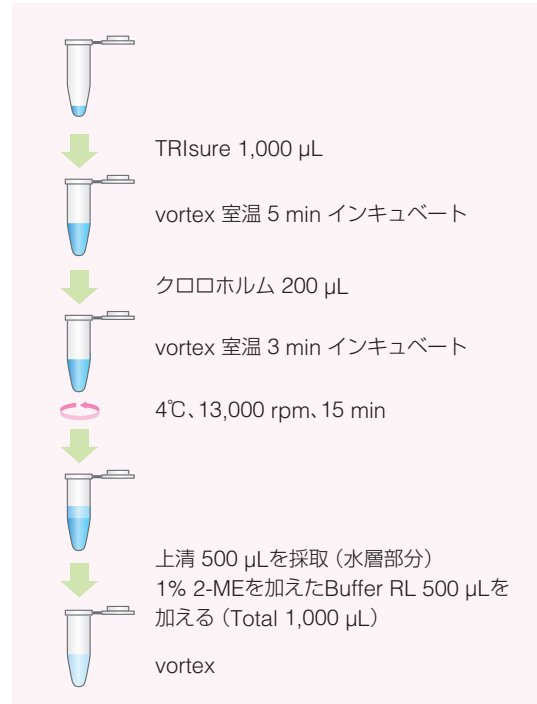 TRIsure 1,000 µL
vortex 室温 5 min インキュベート
クロロホルム 200 µL
vortex 室温 3 min インキュベート
4℃、13,000 rpm、15 min
上清 500 µLを採取（水層部分）
1% 2-MEを加えたBuffer RL 500 µLを
加える（Total 1,000 µL）
vortex